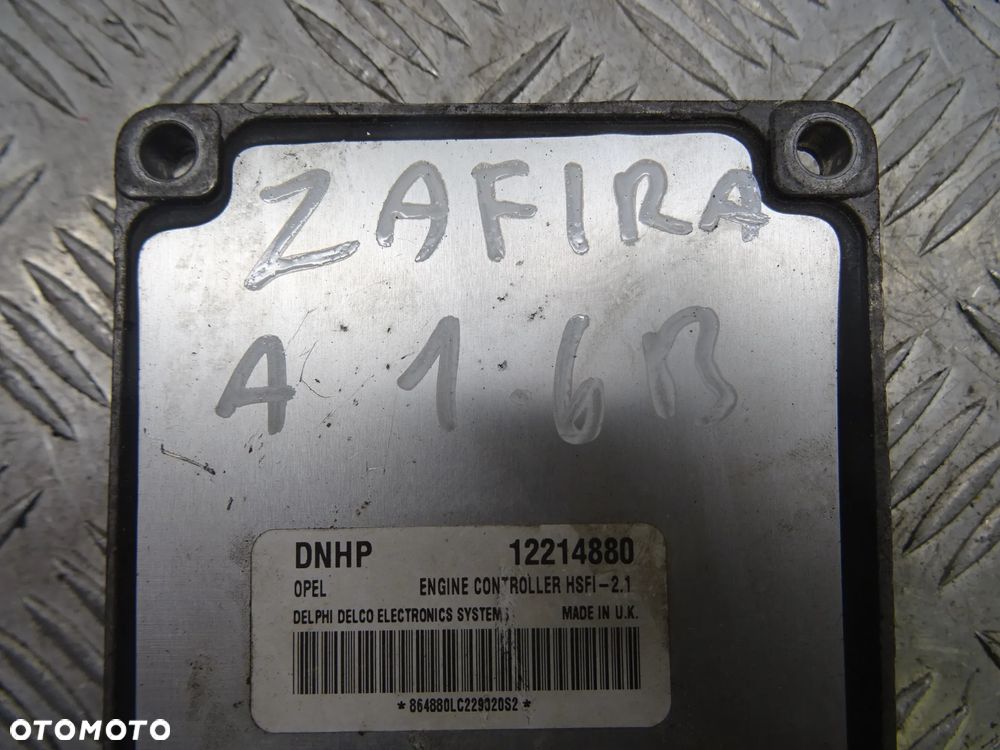 ZAFIRA
A 1.6B
DNHP 12214880
OPEL ENGINE CONTROLLER HSFI-2.1
DELPHI DELCO ELECTRONICS SYSTEMS MADE IN U.K.
*864880LC229020S2*
OTOMOTO